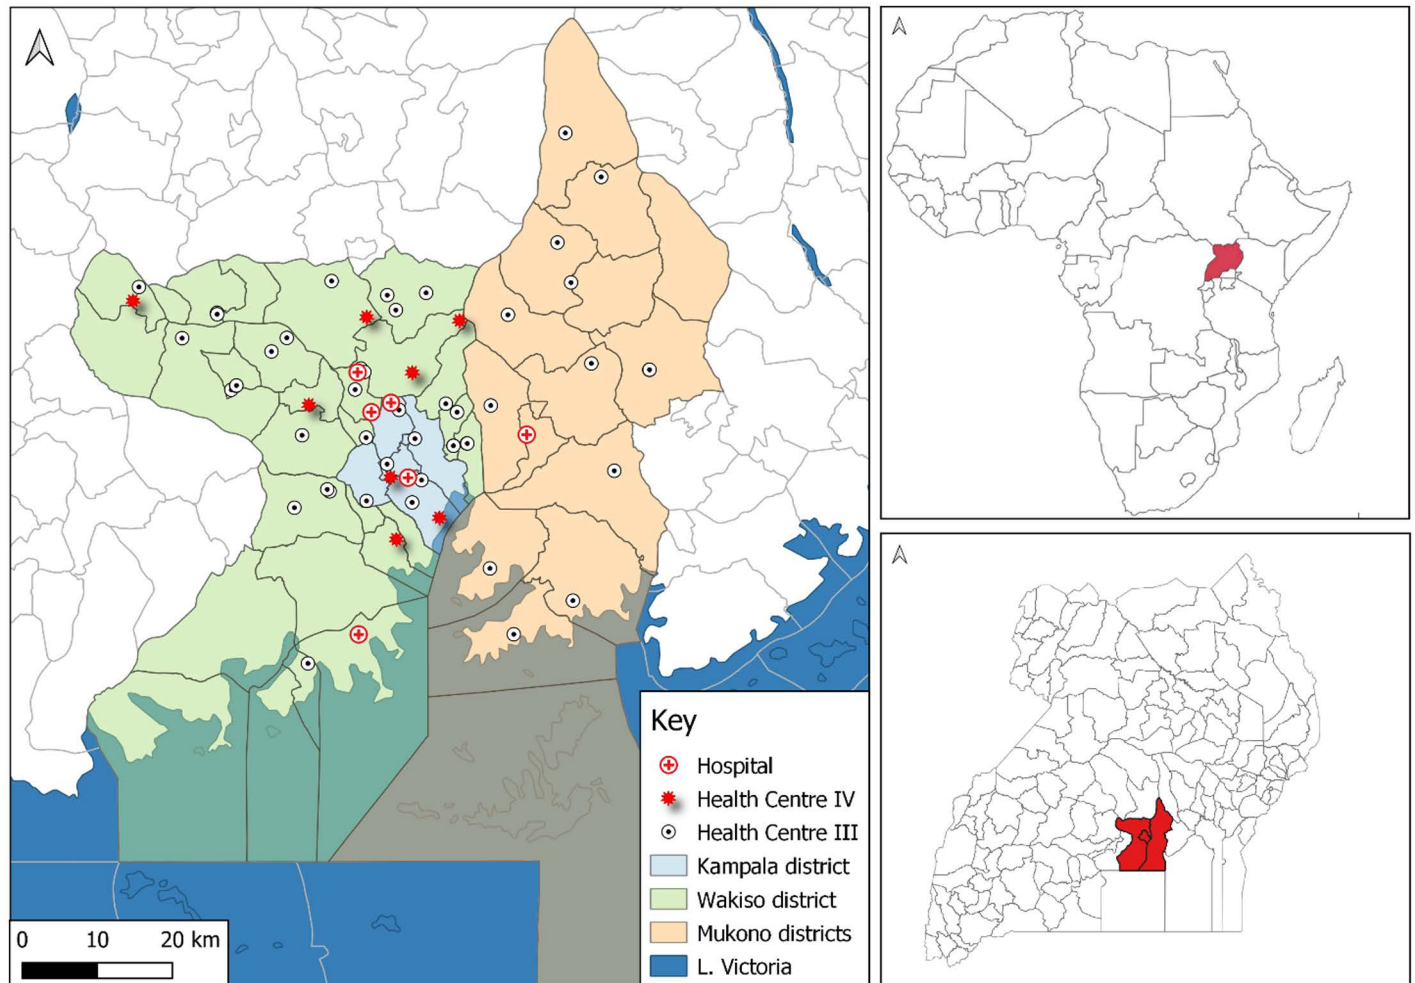 Key
Hospital
Health Centre IV
Health Centre III
Kampala district
Wakiso district
Mukono districts
L. Victoria
0 10 20 km